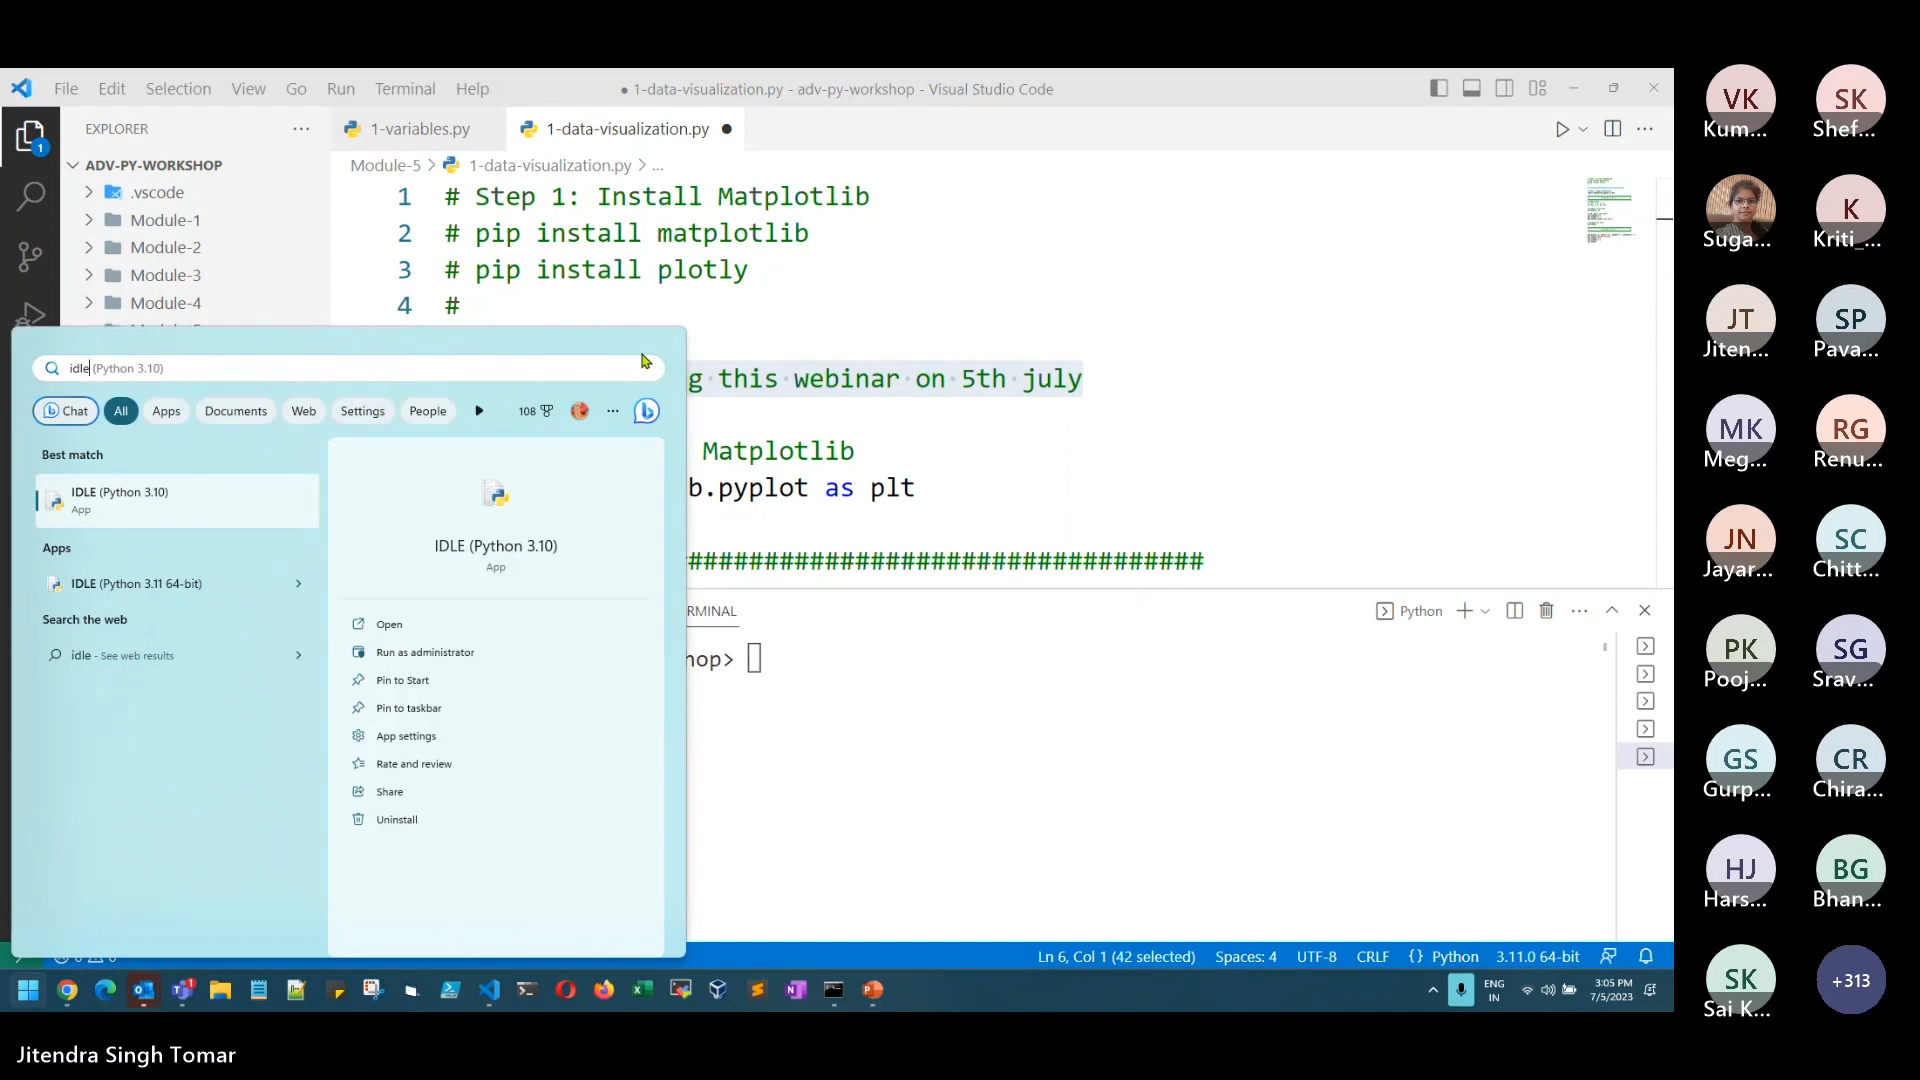 File Edit Selection View Go Run Terminal Help
● 1-data-visualization.py - adv-py-workshop - Visual Studio Code
EXPLORER
1
ADV-PY-WORKSHOP
.vscode
Module-1
Module-2
Module-3
Module-4
1-variables.py
1-data-visualization.py
Module-5 > 1-data-visualization.py > ...
1 # Step 1: Install Matplotlib
2 # pip install matplotlib
3 # pip install plotly
4 #
g this webinar on 5th july
Matplotlib
b.pyplot as plt
##################################
idle (Python 3.10)
Chat All Apps Documents Web Settings People 108
Best match
IDLE (Python 3.10)
App
Apps
IDLE (Python 3.11 64-bit)
Search the web
idle - See web results
IDLE (Python 3.10)
App
Open
Run as administrator
Pin to Start
Pin to taskbar
App settings
Rate and review
Share
Uninstall
RMINAL
Python
hop>
Ln 6, Col 1 (42 selected) Spaces: 4 UTF-8 CRLF {} Python 3.11.0 64-bit
ENG
IN
3:05 PM
7/5/2023
VK
Kum...
SK
Shef...
Suga...
K
Kriti_...
JT
Jiten...
SP
Pava...
MK
Meg...
RG
Renu...
JN
Jayar...
SC
Chitt...
PK
Pooj...
SG
Srav...
GS
Gurp...
CR
Chira...
HJ
Hars...
BG
Bhan...
SK
Sai K...
+313
Jitendra Singh Tomar